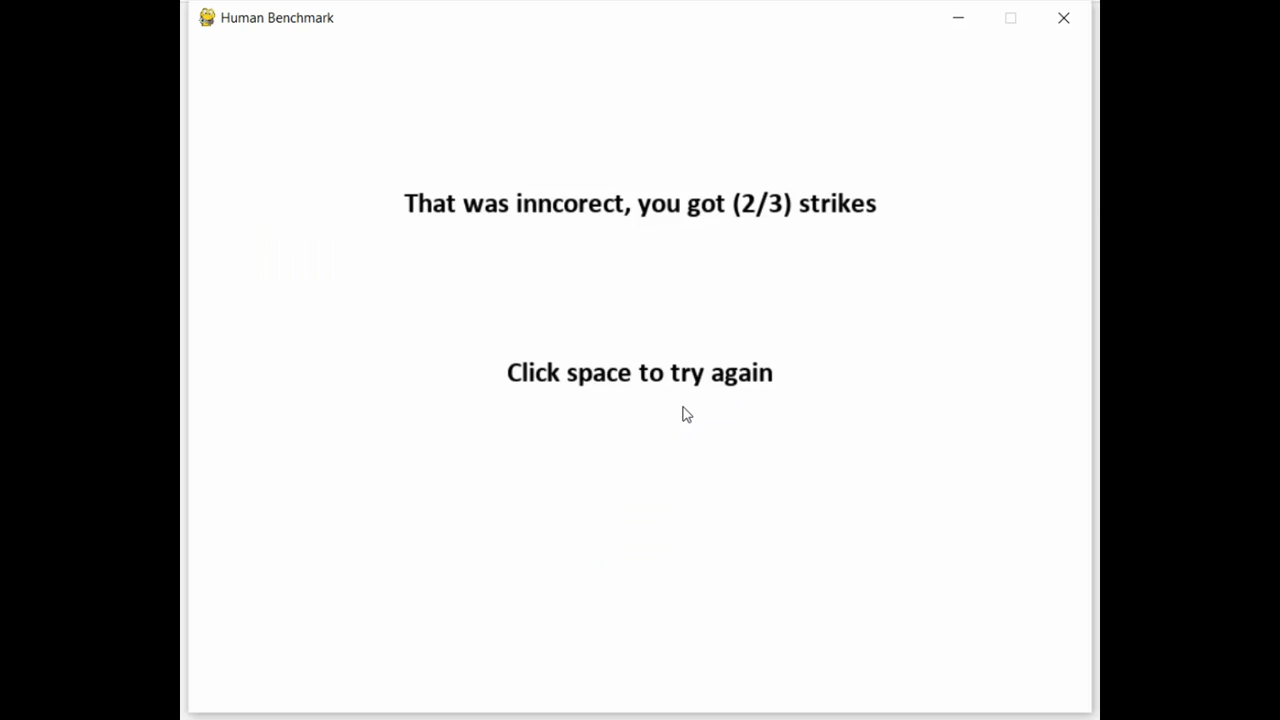 Human Benchmark
That was inncorect, you got (2/3) strikes
Click space to try again